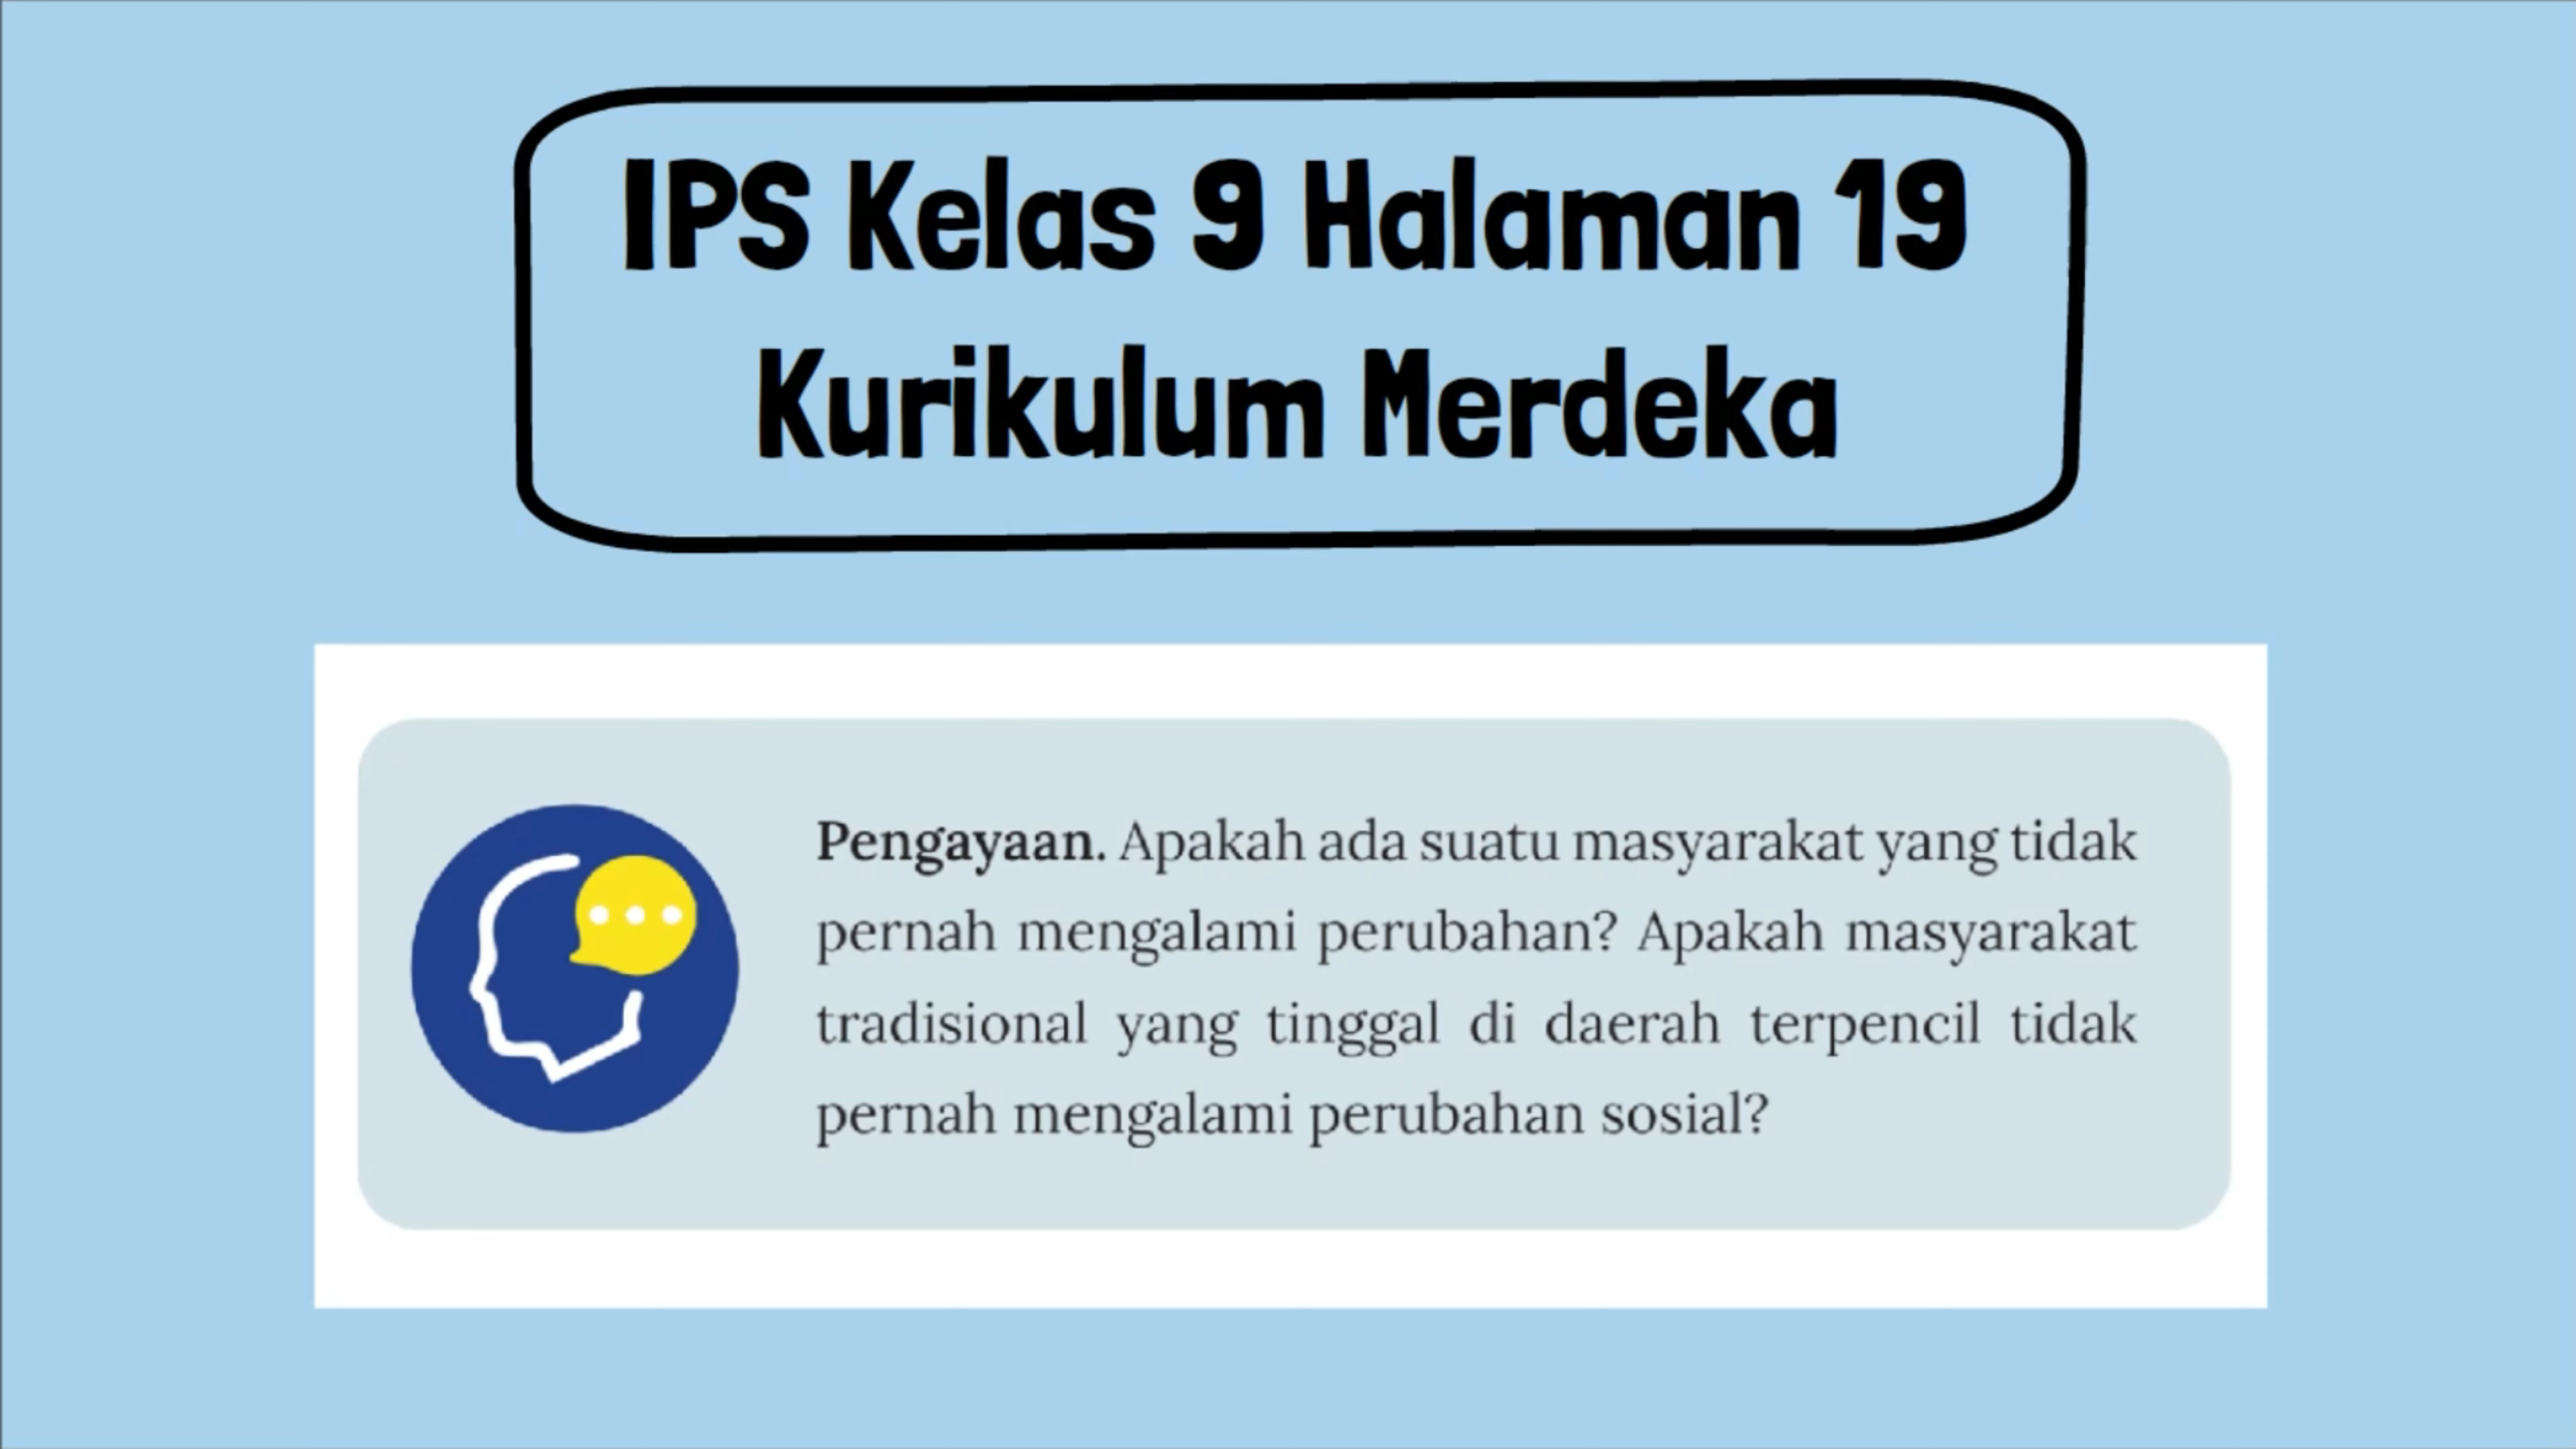 IPS Kelas 9 Halaman 19
Kurikulum Merdeka
Pengayaan. Apakah ada suatu masyarakat yang tidak
pernah mengalami perubahan? Apakah masyarakat
tradisional yang tinggal di daerah terpencil tidak
pernah mengalami perubahan sosial?